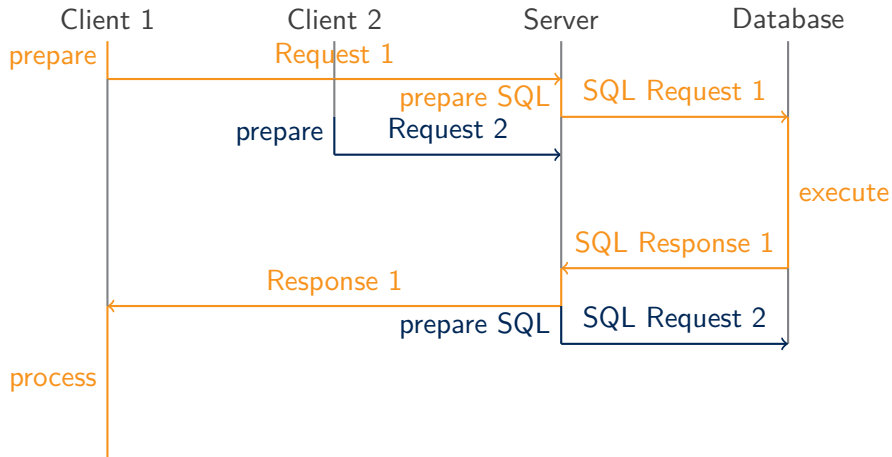 Client 1
Client 2
Server
Database
prepare
Request 1
prepare SQL
SQL Request 1
prepare
Request 2
execute
SQL Response 1
Response 1
prepare SQL
SQL Request 2
process